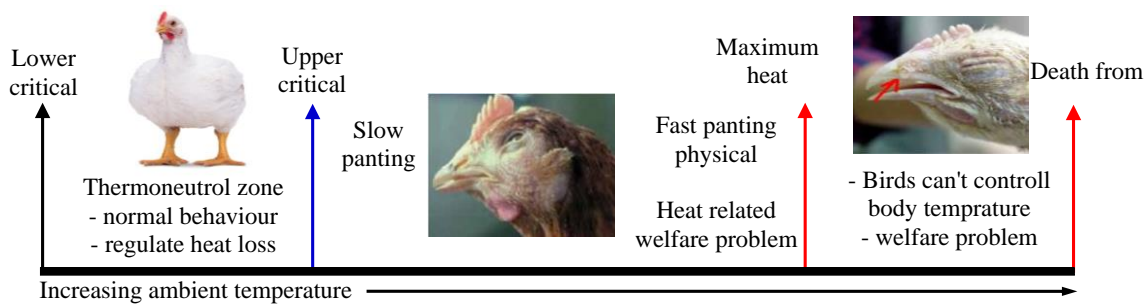 Lower
critical
Upper
critical
Maximum
heat
Death from
Slow
panting
Fast panting
physical
Thermoneutrol zone
- normal behaviour
- regulate heat loss
Heat related
welfare problem
- Birds can't controll
body temprature
- welfare problem
Increasing ambient temperature